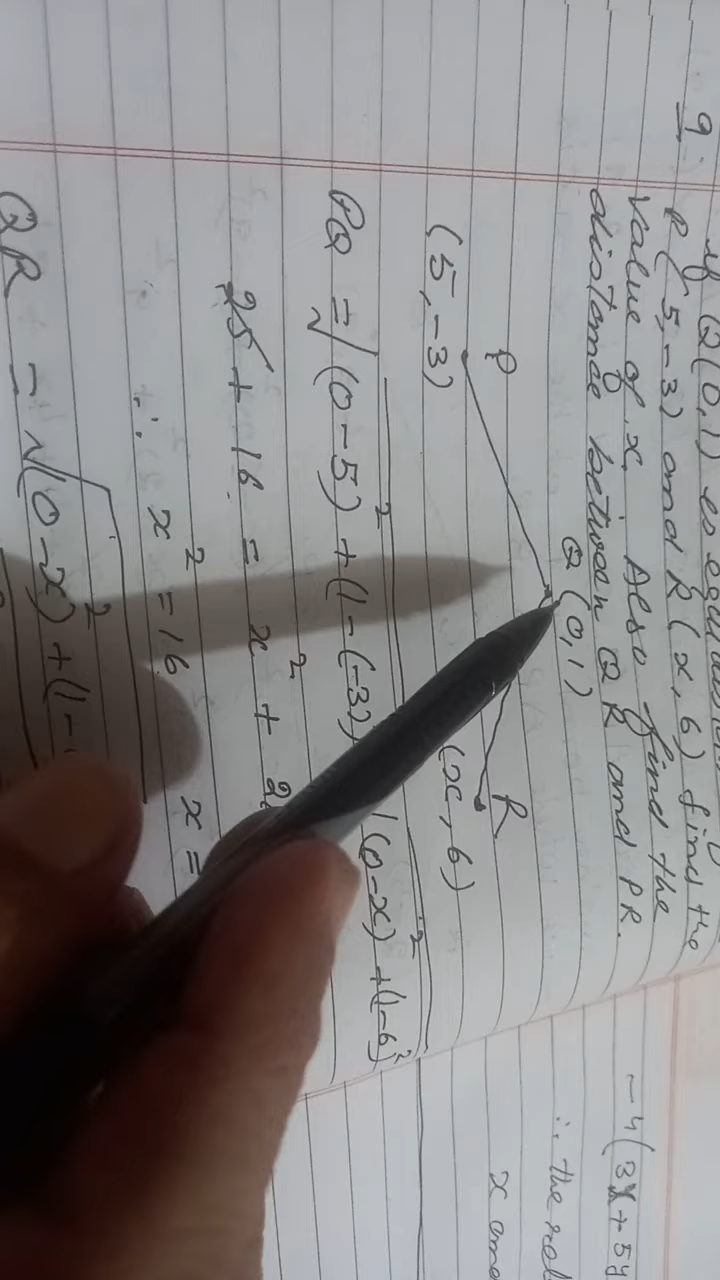 9. If Q(0,1) is
P(5,-3) and R(x,6) find the
value of x. Also find the
distance between QR and PR.
Q(0,1)
P
R
(5,-3)
(x,6)
PQ = √(0-5)² + (1-(-3)
(0-x)² + (1-6)²
25 + 16 = x² + 2
∴ x² = 16 x =
QR = √(0-x)² + (1-
-4(3x + 5y
∴ the
x and